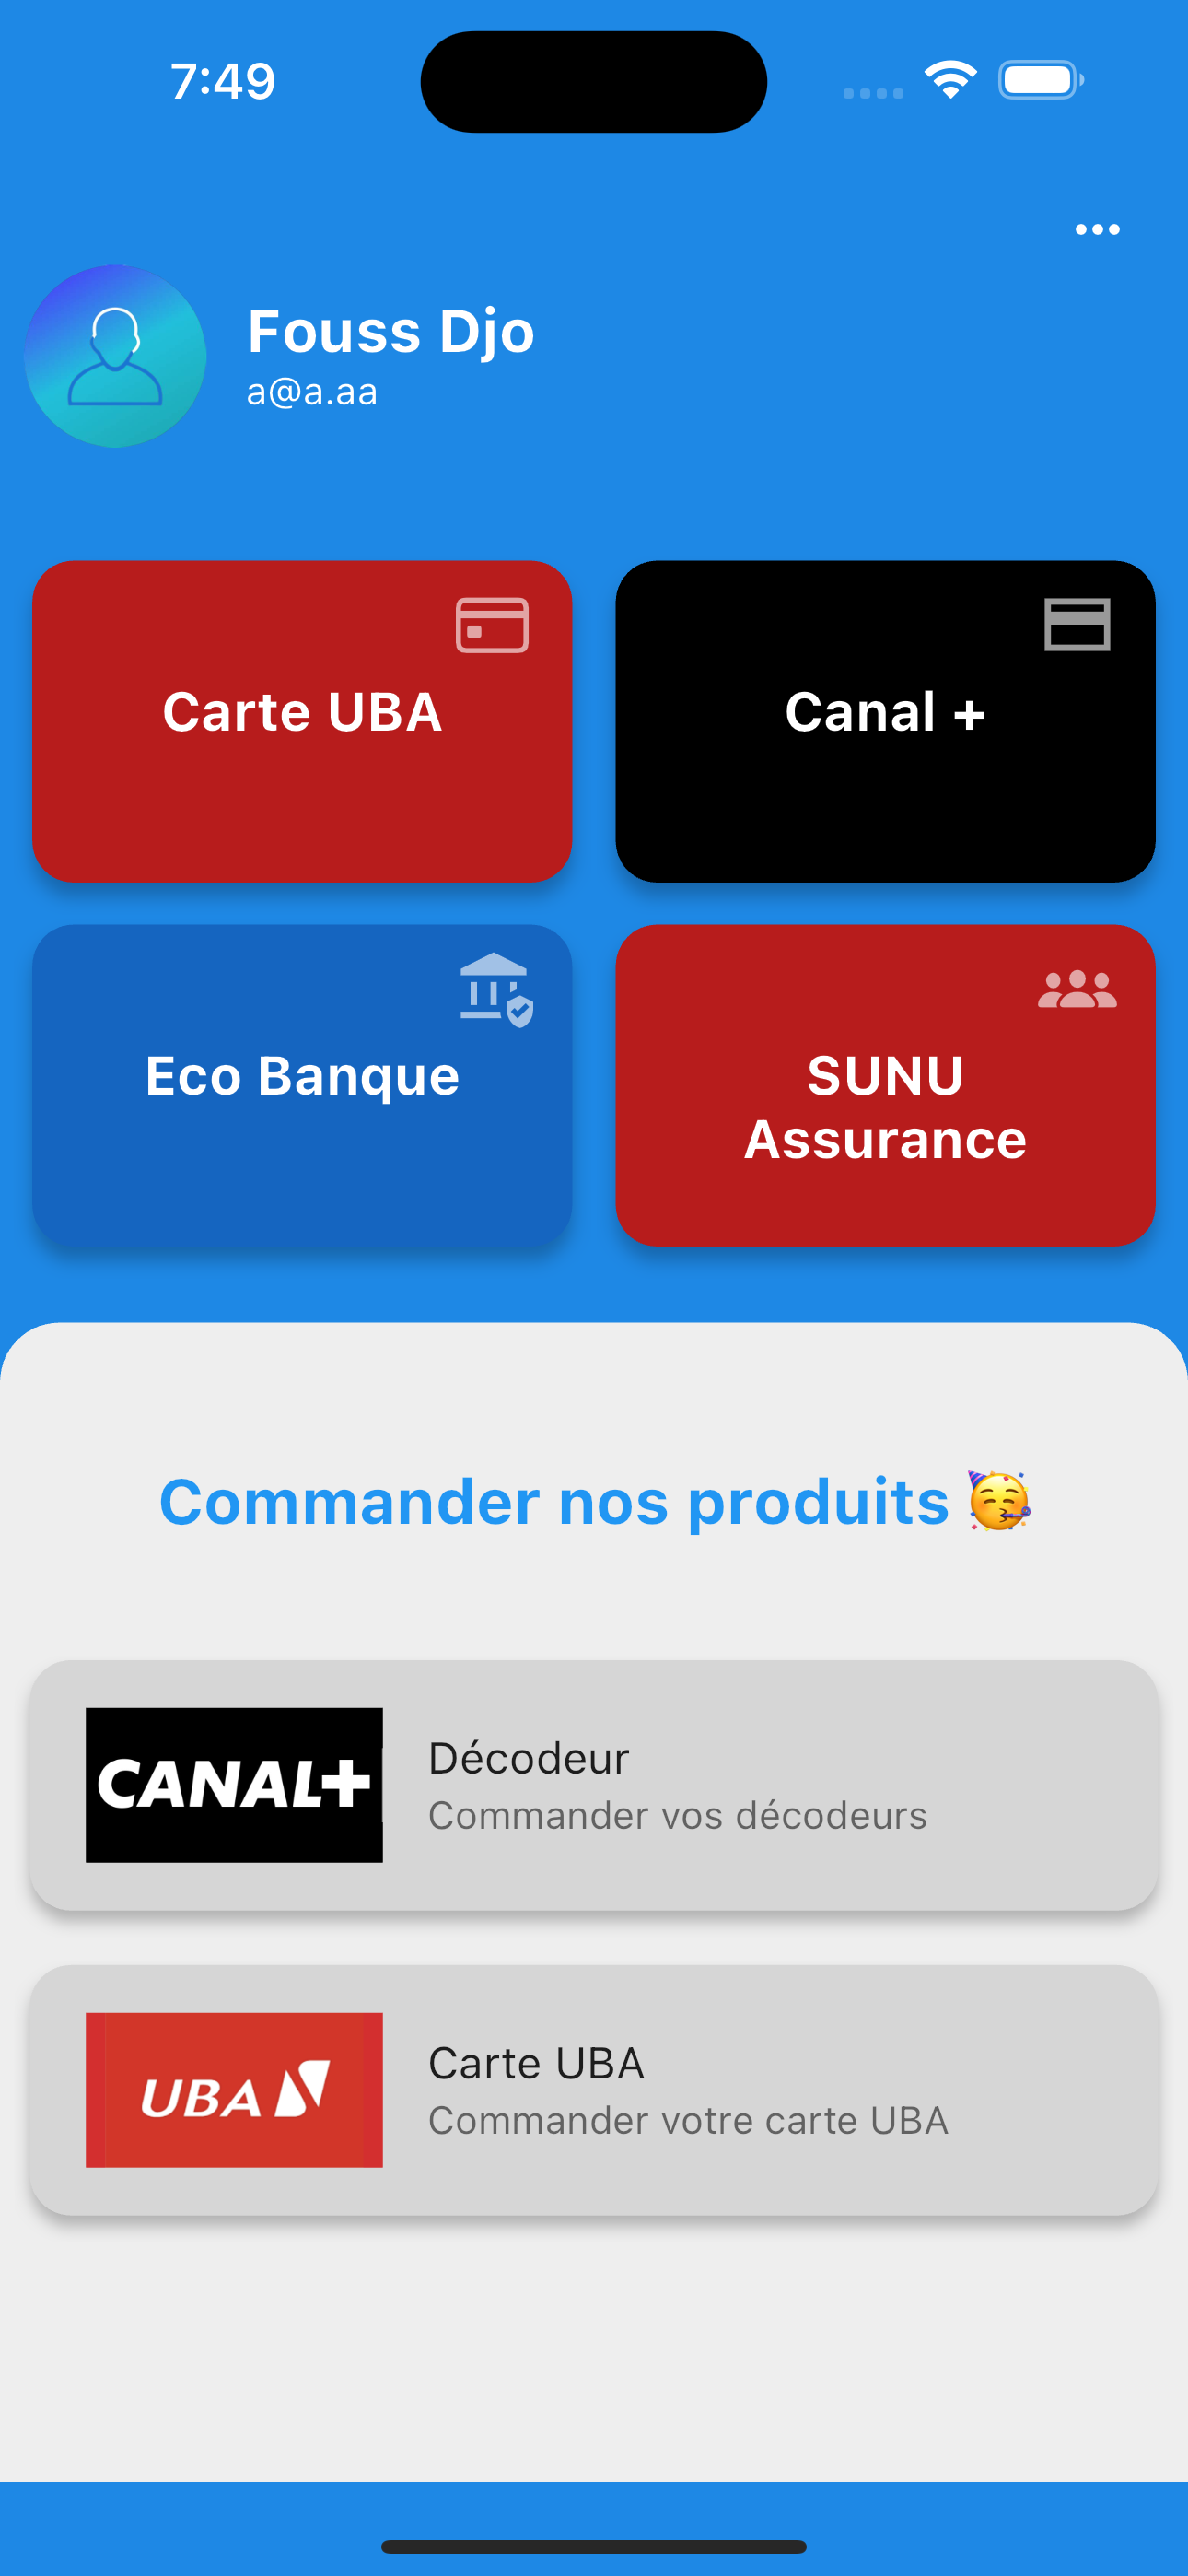 7:49
Fouss Djo
a@a.aa
Carte UBA
Canal +
Eco Banque
SUNU
Assurance
Commander nos produits 🥳
CANAL+
Décodeur
Commander vos décodeurs
UBA
Carte UBA
Commander votre carte UBA